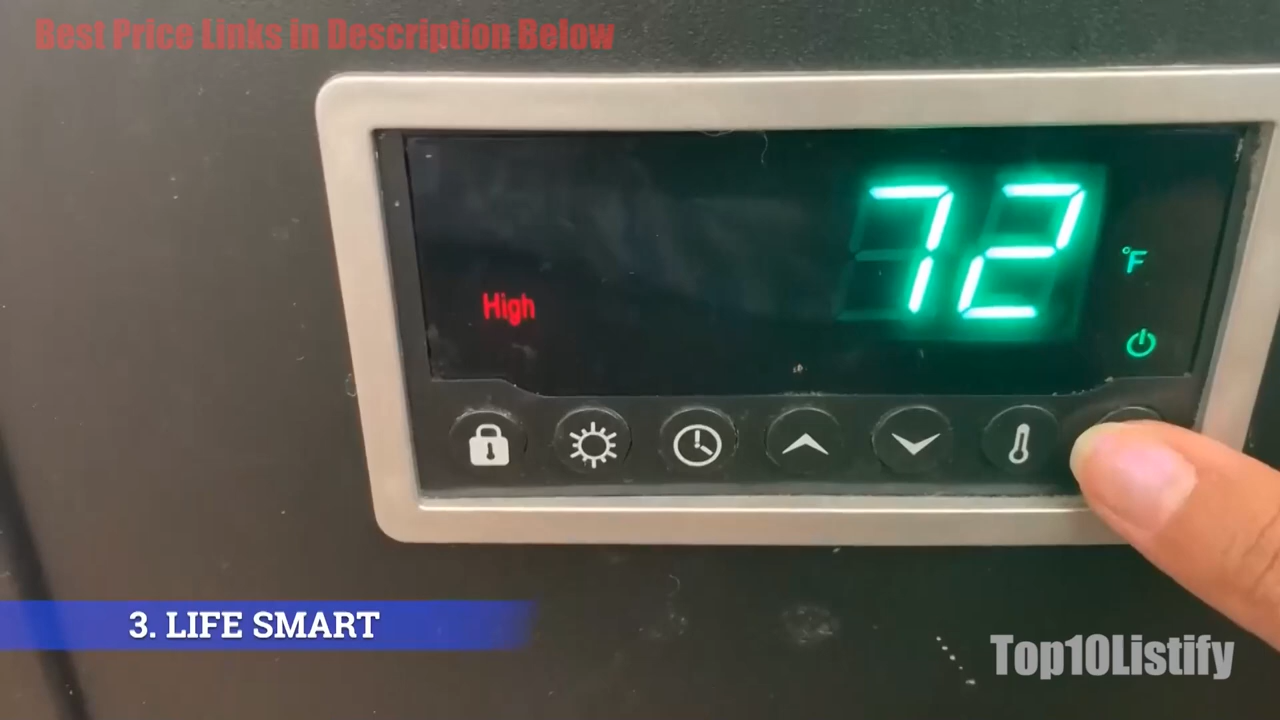 Best Price Links in Description Below
72
°F
High
3. LIFE SMART
Top10Listify